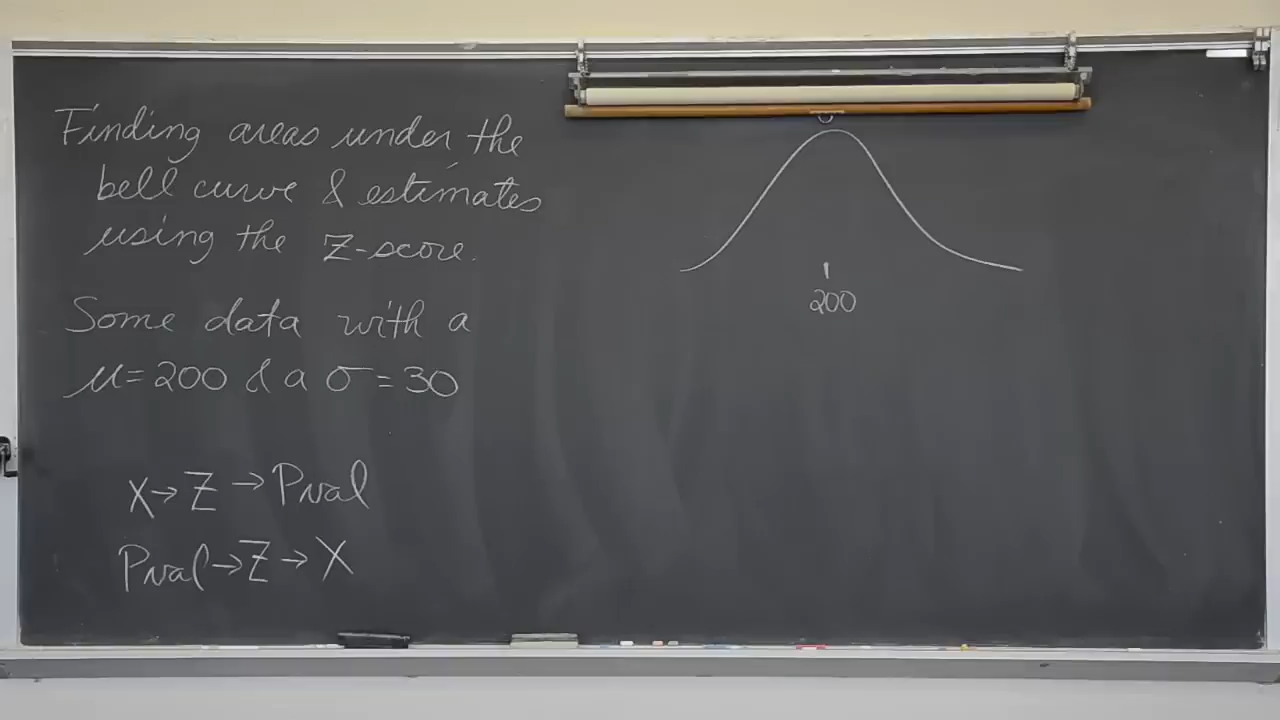 Finding areas under the
bell curve & estimates
using the Z-score.
Some data with a
μ=200 & a σ=30
X→Z→Pval
Pval→Z→X
200